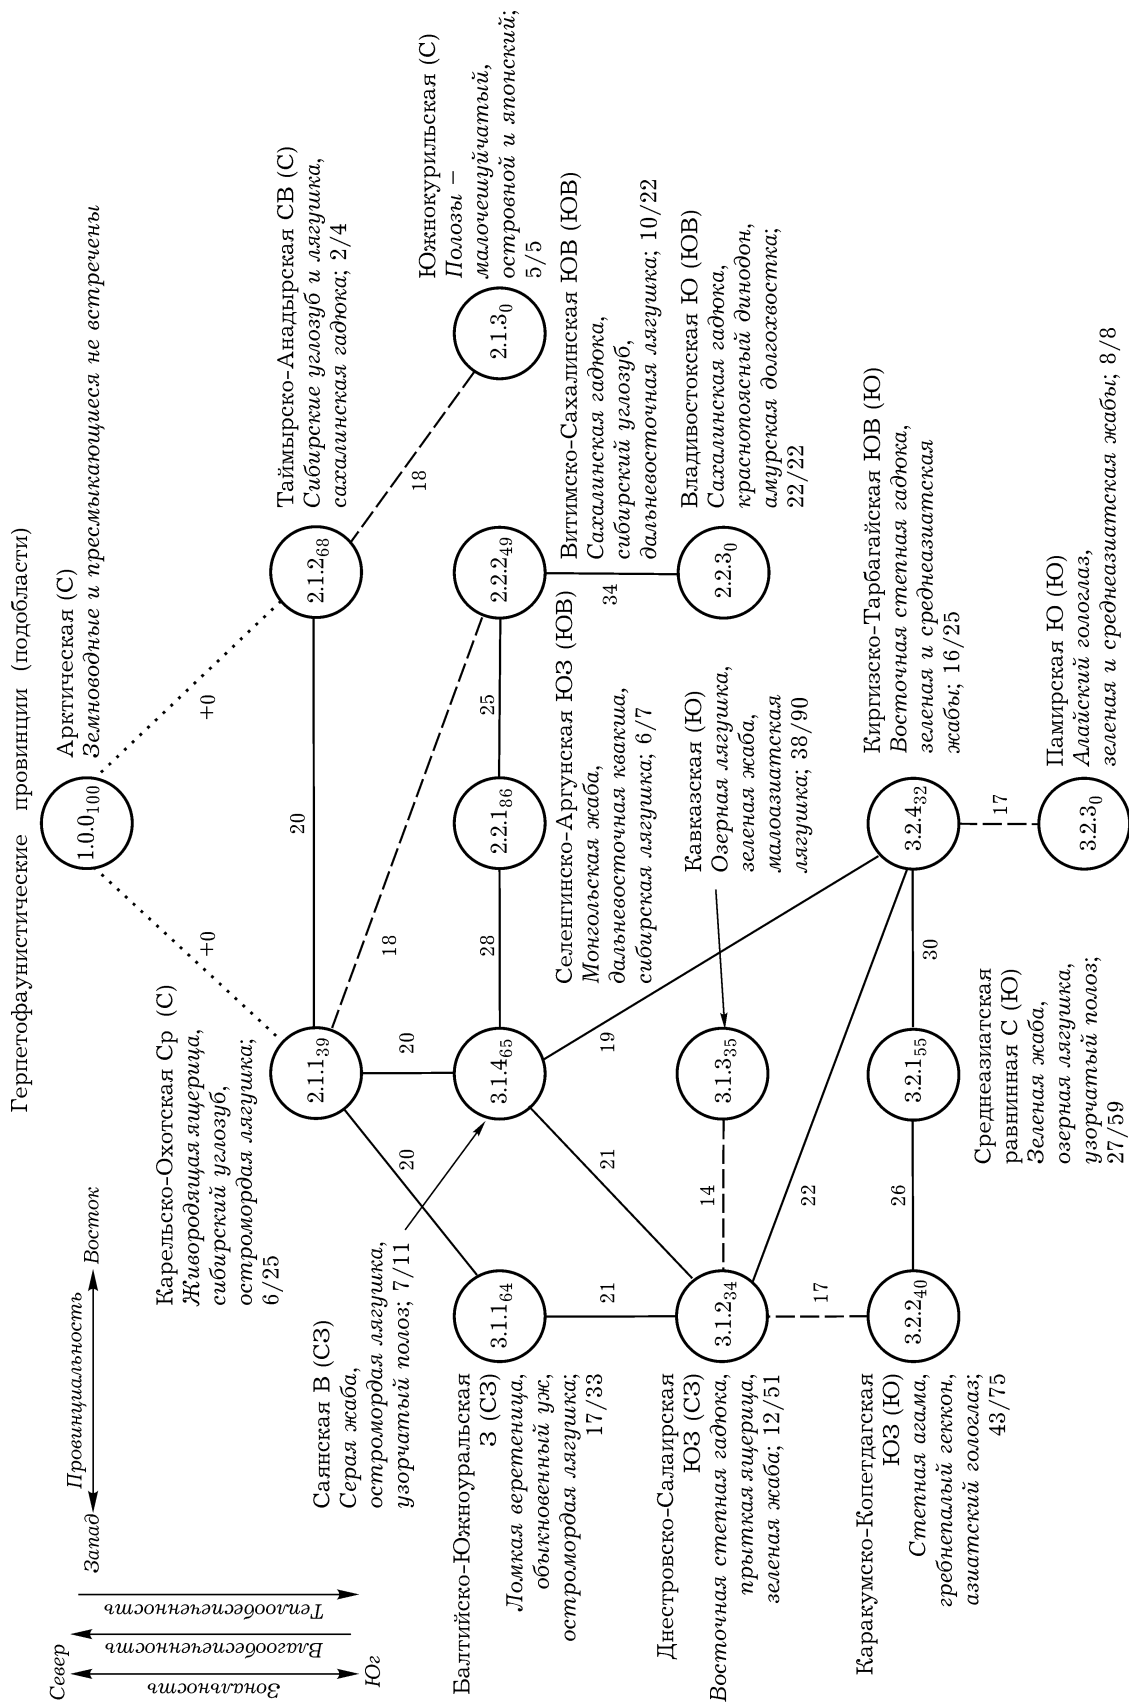 Герпетофаунистические провинции (подобласти)
Север
Юг
Зональность
Влагообеспеченность
Теплообеспеченность
Провинциальность
Запад
Восток
1.0.0₁₀₀
Арктическая (С)
Земноводные и пресмыкающиеся не встречены
+0
+0
Карельско-Охотская Ср (С)
Живородящая ящерица,
сибирский углозуб,
остромордая лягушка;
6/25
2.1.1₃₉
20
2.1.2₆₈
Таймырско-Анадырская СВ (С)
Сибирские углозуб и лягушка,
сахалинская гадюка; 2/4
Саянская В (СЗ)
Серая жаба,
остромордая лягушка,
узорчатый полоз; 7/11
20
20
18
18
Южнокурильская (С)
Полозы –
малочешуйчатый,
островной и японский;
5/5
Балтийско-Южноуральская
З (СЗ)
Ломкая веретеница,
обыкновенный уж,
остромордая лягушка;
17/33
3.1.1₆₄
3.1.4₆₅
28
2.2.1₈₆
25
2.2.2₄₉
2.1.3₀
Селенгинско-Аргунская ЮЗ (ЮВ)
Монгольская жаба,
дальневосточная квакша,
сибирская лягушка; 6/7
Витимско-Сахалинская ЮВ (ЮВ)
Сахалинская гадюка,
сибирский углозуб,
дальневосточная лягушка; 10/22
21
21
19
34
Днестровско-Салаирская
ЮЗ (СЗ)
Восточная степная гадюка,
прыткая ящерица,
зеленая жаба; 12/51
3.1.2₃₄
14
3.1.3₃₅
Кавказская (Ю)
Озерная лягушка,
зеленая жаба,
малоазиатская
лягушка; 38/90
2.2.3₀
Владивостокская Ю (ЮВ)
Сахалинская гадюка,
краснопоясный динодон,
амурская долгохвостка;
22/22
17
22
Каракумско-Копетдагская
ЮЗ (Ю)
Степная агама,
гребнепалый геккон,
азиатский гологлаз;
43/75
3.2.2₄₀
26
3.2.1₅₅
30
3.2.4₃₂
Киргизско-Тарбагайская ЮВ (Ю)
Восточная степная гадюка,
зеленая и среднеазиатская
жабы; 16/25
Среднеазиатская
равнинная С (Ю)
Зеленая жаба,
озерная лягушка,
узорчатый полоз;
27/59
17
3.2.3₀
Памирская Ю (Ю)
Алайский гологлаз,
зеленая и среднеазиатская жабы; 8/8